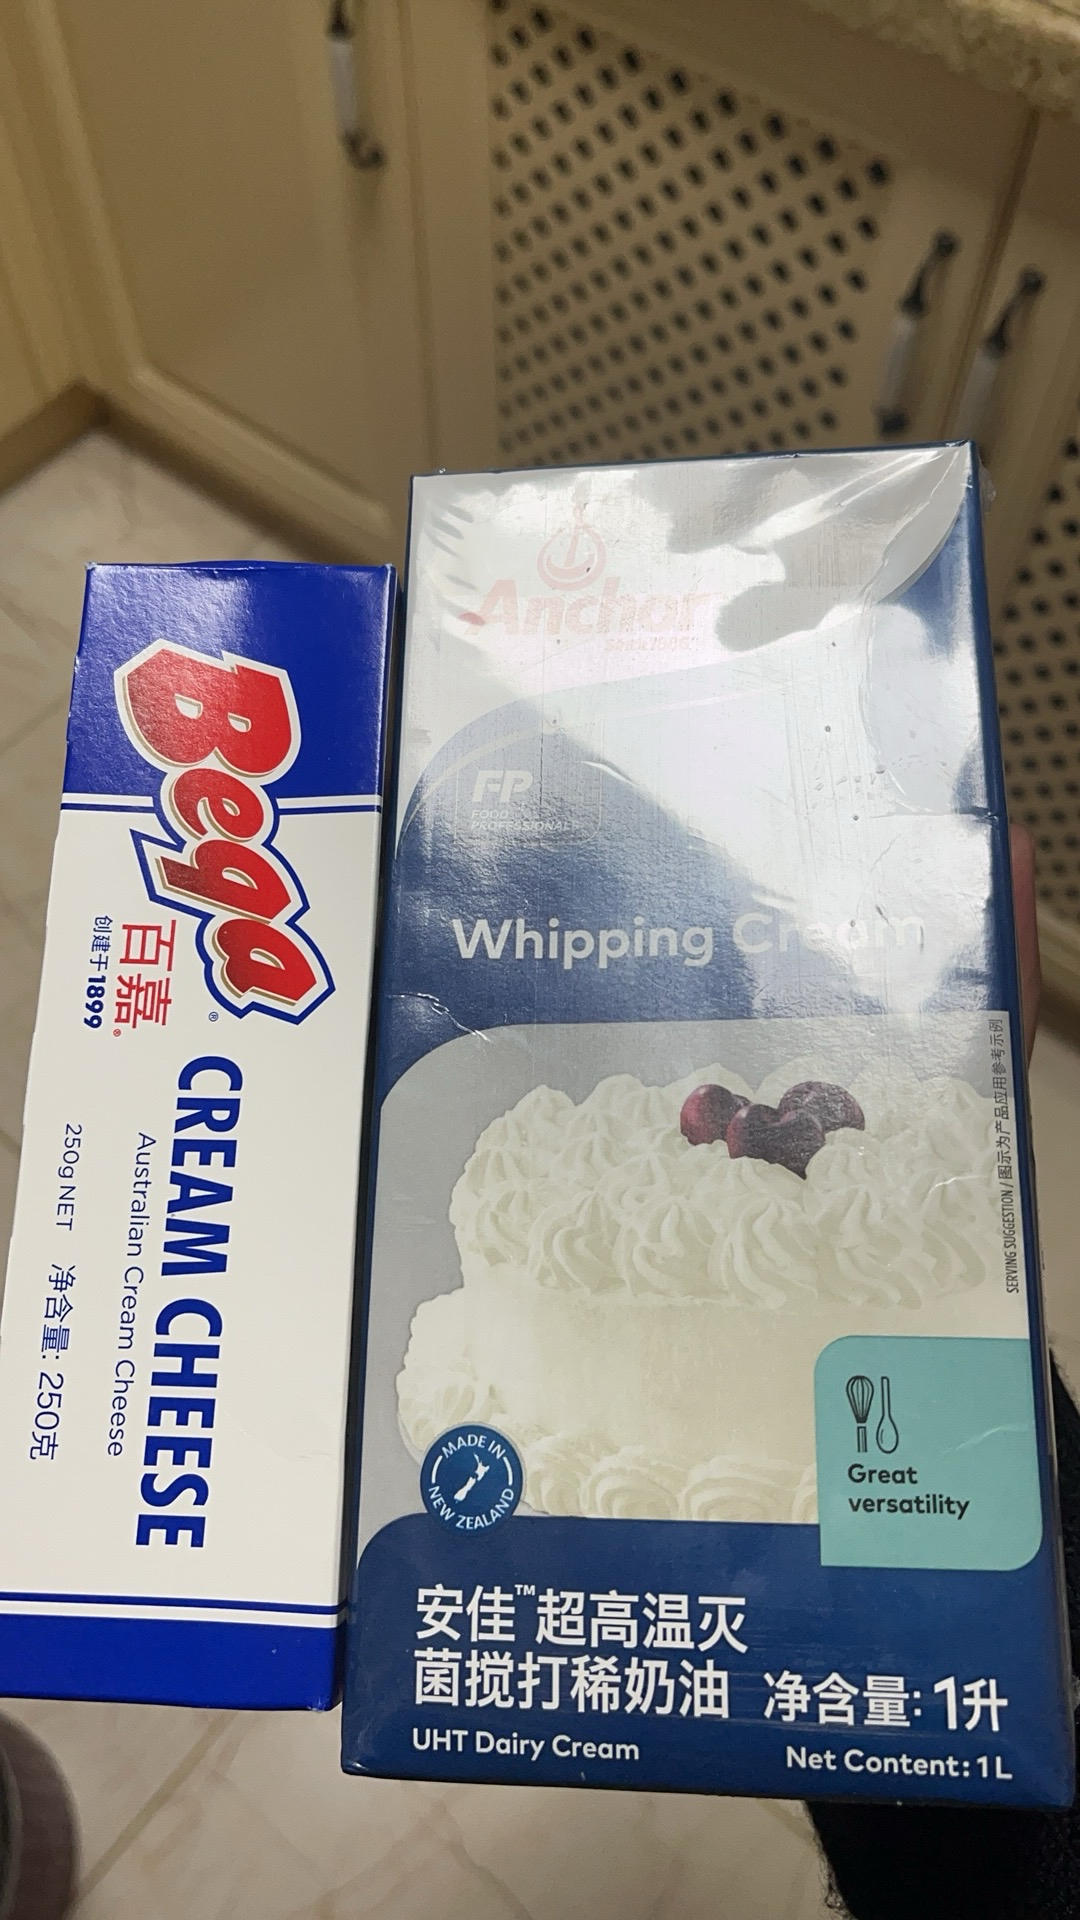 Bega
®
百嘉®
创建于1899
CREAM CHEESE
Australian Cream Cheese
250g NET 净含量: 250克
Anchor
SINCE 1886
FP
FOOD
PROFESSIONALS
Whipping Cream
SERVING SUGGESTION / 图示为产品应用参考示例
MADE IN
NEW ZEALAND
Great
versatility
安佳™超高温灭
菌搅打稀奶油 净含量: 1升
UHT Dairy Cream Net Content: 1L